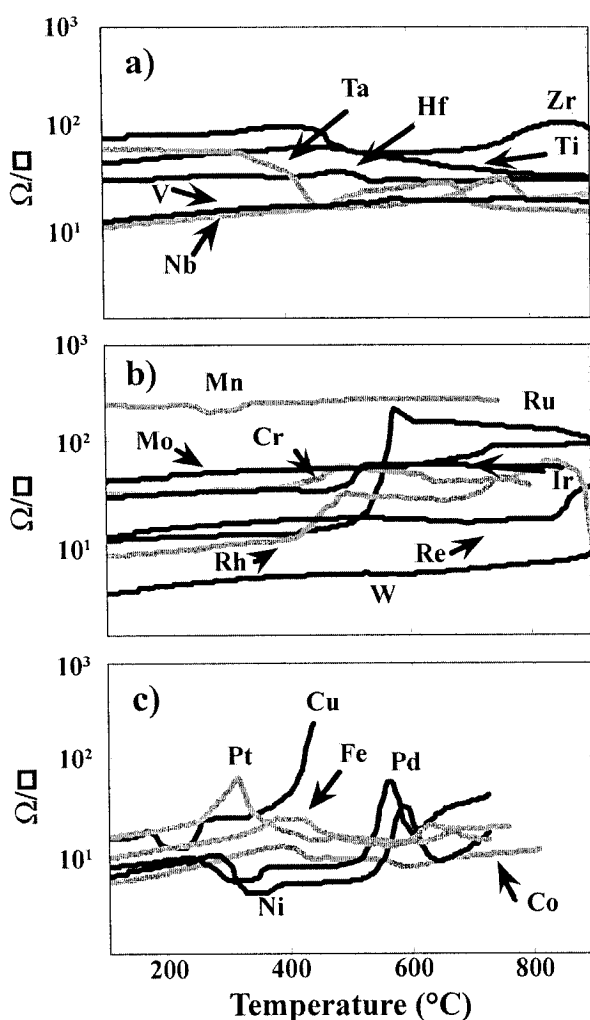 10³
a)
Ta
Hf
Zr
10²
Ti
Ω/□
V
10¹
Nb
10³
b)
Mn
Ru
10²
Mo
Cr
Ω/□
Ir
10¹
Rh
Re
W
10³
c)
Cu
Pt
Fe
Pd
10²
Ω/□
10¹
Ni
Co
200 400 600 800
Temperature (°C)